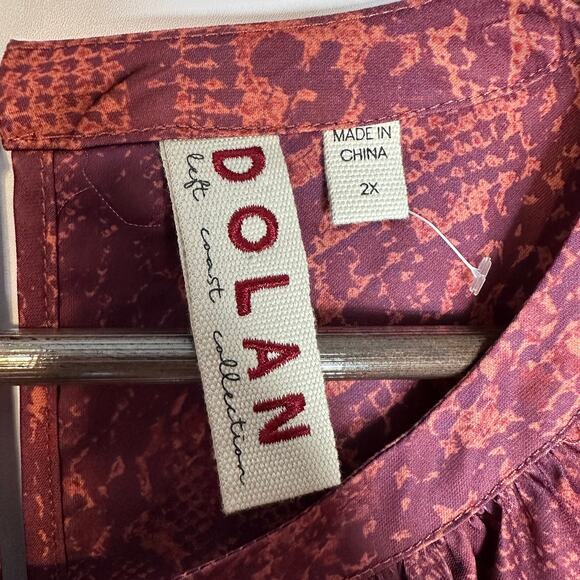 DOLAN
left coast collection
MADE IN
CHINA
2X